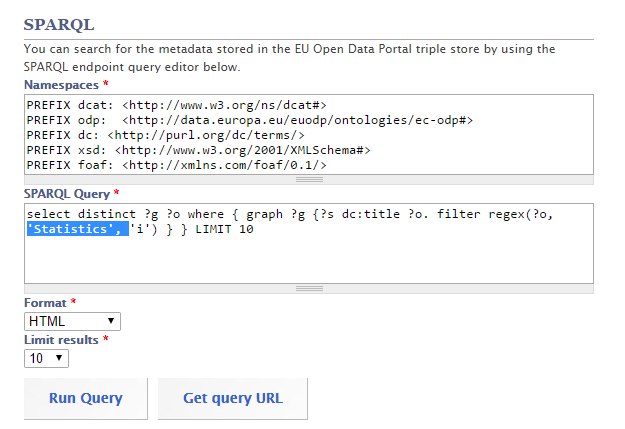 SPARQL
You can search for the metadata stored in the EU Open Data Portal triple store by using the
SPARQL endpoint query editor below.
Namespaces *
PREFIX dcat: <http://www.w3.org/ns/dcat#>
PREFIX odp:  <http://data.europa.eu/euodp/ontologies/ec-odp#>
PREFIX dc: <http://purl.org/dc/terms/>
PREFIX xsd: <http://www.w3.org/2001/XMLSchema#>
PREFIX foaf: <http://xmlns.com/foaf/0.1/>
SPARQL Query *
select distinct ?g ?o where { graph ?g {?s dc:title ?o. filter regex(?o,
'Statistics', 'i') } } LIMIT 10
Format *
HTML
Limit results *
10
Run Query Get query URL